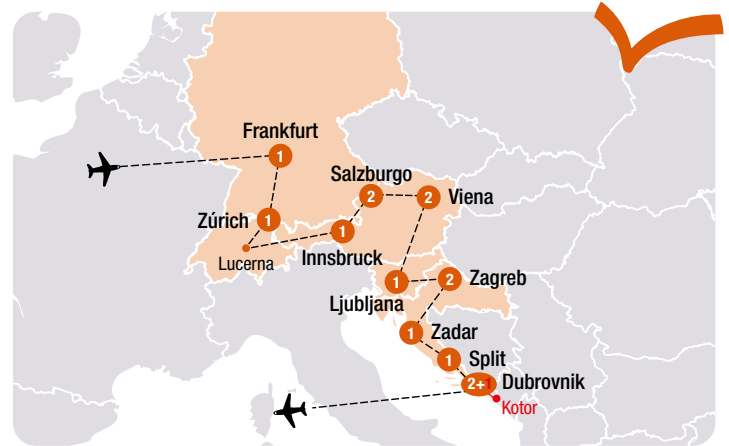 Frankfurt
1
Salzburgo
2
2
Viena
Zúrich
1
1
Lucerna
Innsbruck
1
2
Zagreb
Ljubljana
1
Zadar
1
Split
2+1
Dubrovnik
Kotor